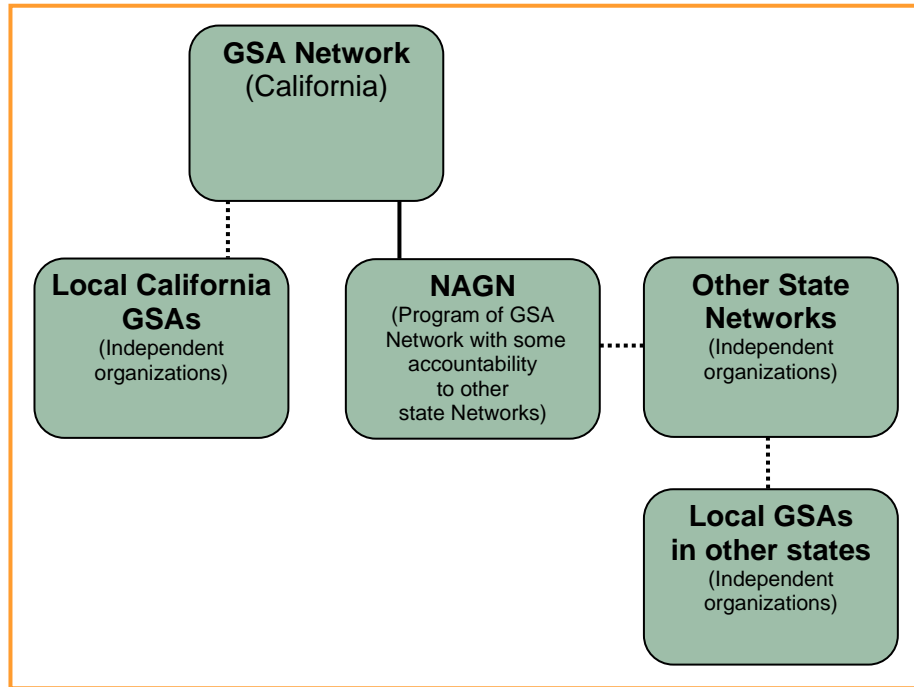 GSA Network
(California)
Local California
GSAs
(Independent
organizations)
NAGN
(Program of GSA
Network with some
accountability
to other
state Networks)
Other State
Networks
(Independent
organizations)
Local GSAs
in other states
(Independent
organizations)